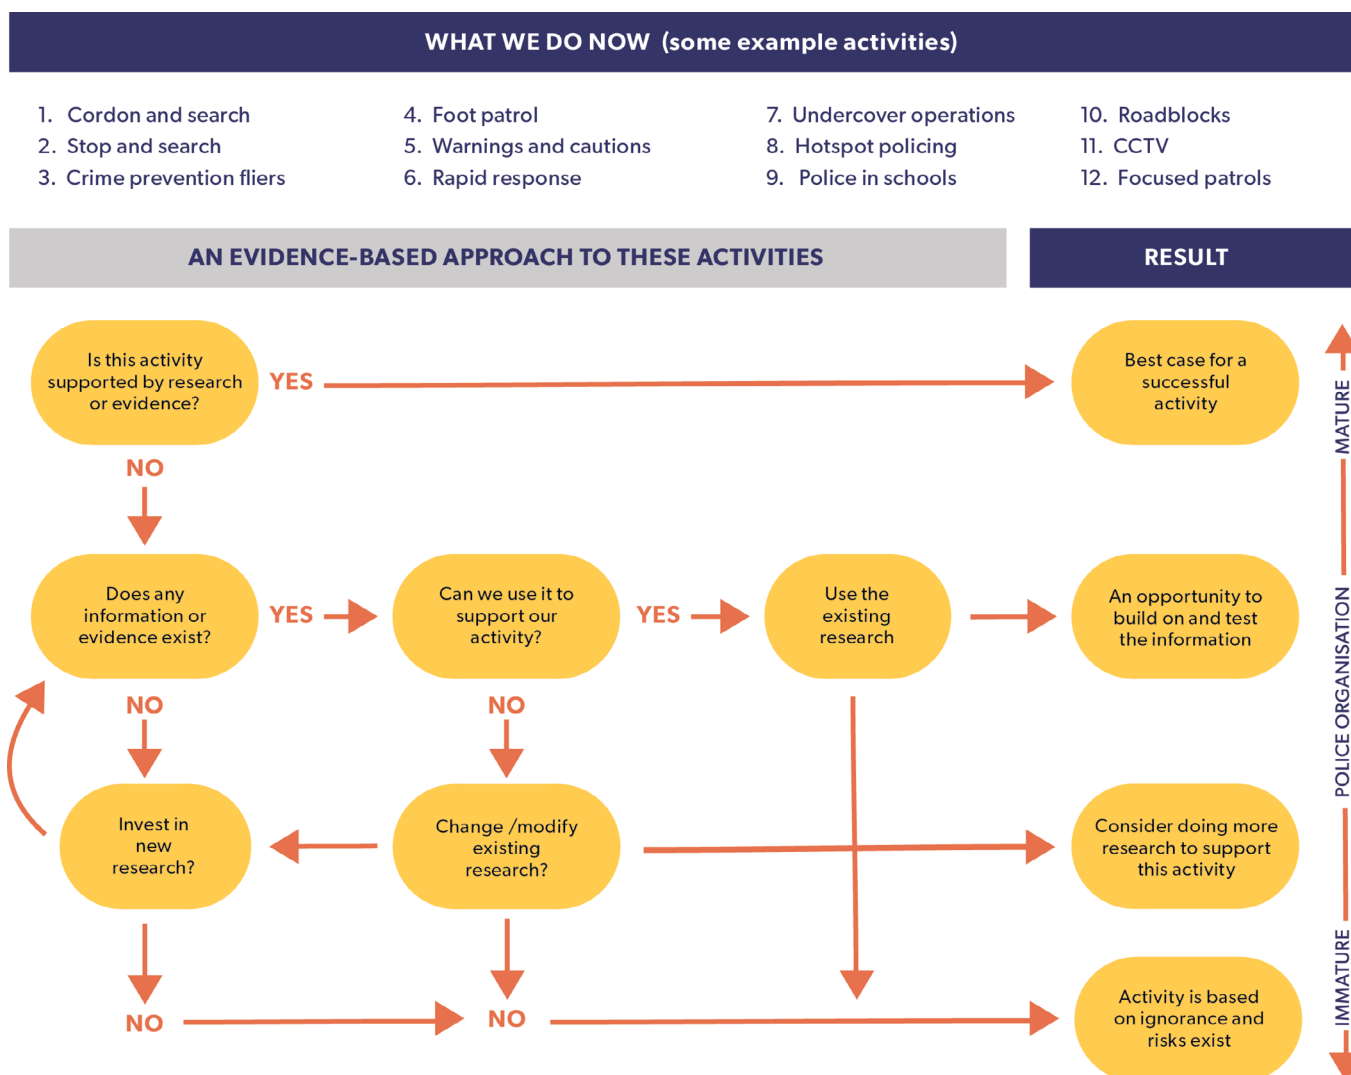 WHAT WE DO NOW (some example activities)
1. Cordon and search
2. Stop and search
3. Crime prevention fliers
4. Foot patrol
5. Warnings and cautions
6. Rapid response
7. Undercover operations
8. Hotspot policing
9. Police in schools
10. Roadblocks
11. CCTV
12. Focused patrols
AN EVIDENCE-BASED APPROACH TO THESE ACTIVITIES
RESULT
Is this activity
supported by research
or evidence?
YES
Best case for a
successful
activity
NO
Does any
information or
evidence exist?
YES
Can we use it to
support our
activity?
YES
Use the
existing
research
An opportunity to
build on and test
the information
NO
NO
Invest in
new
research?
Change /modify
existing
research?
Consider doing more
research to support
this activity
NO
NO
Activity is based
on ignorance and
risks exist
MATURE
POLICE ORGANISATION
IMMATURE